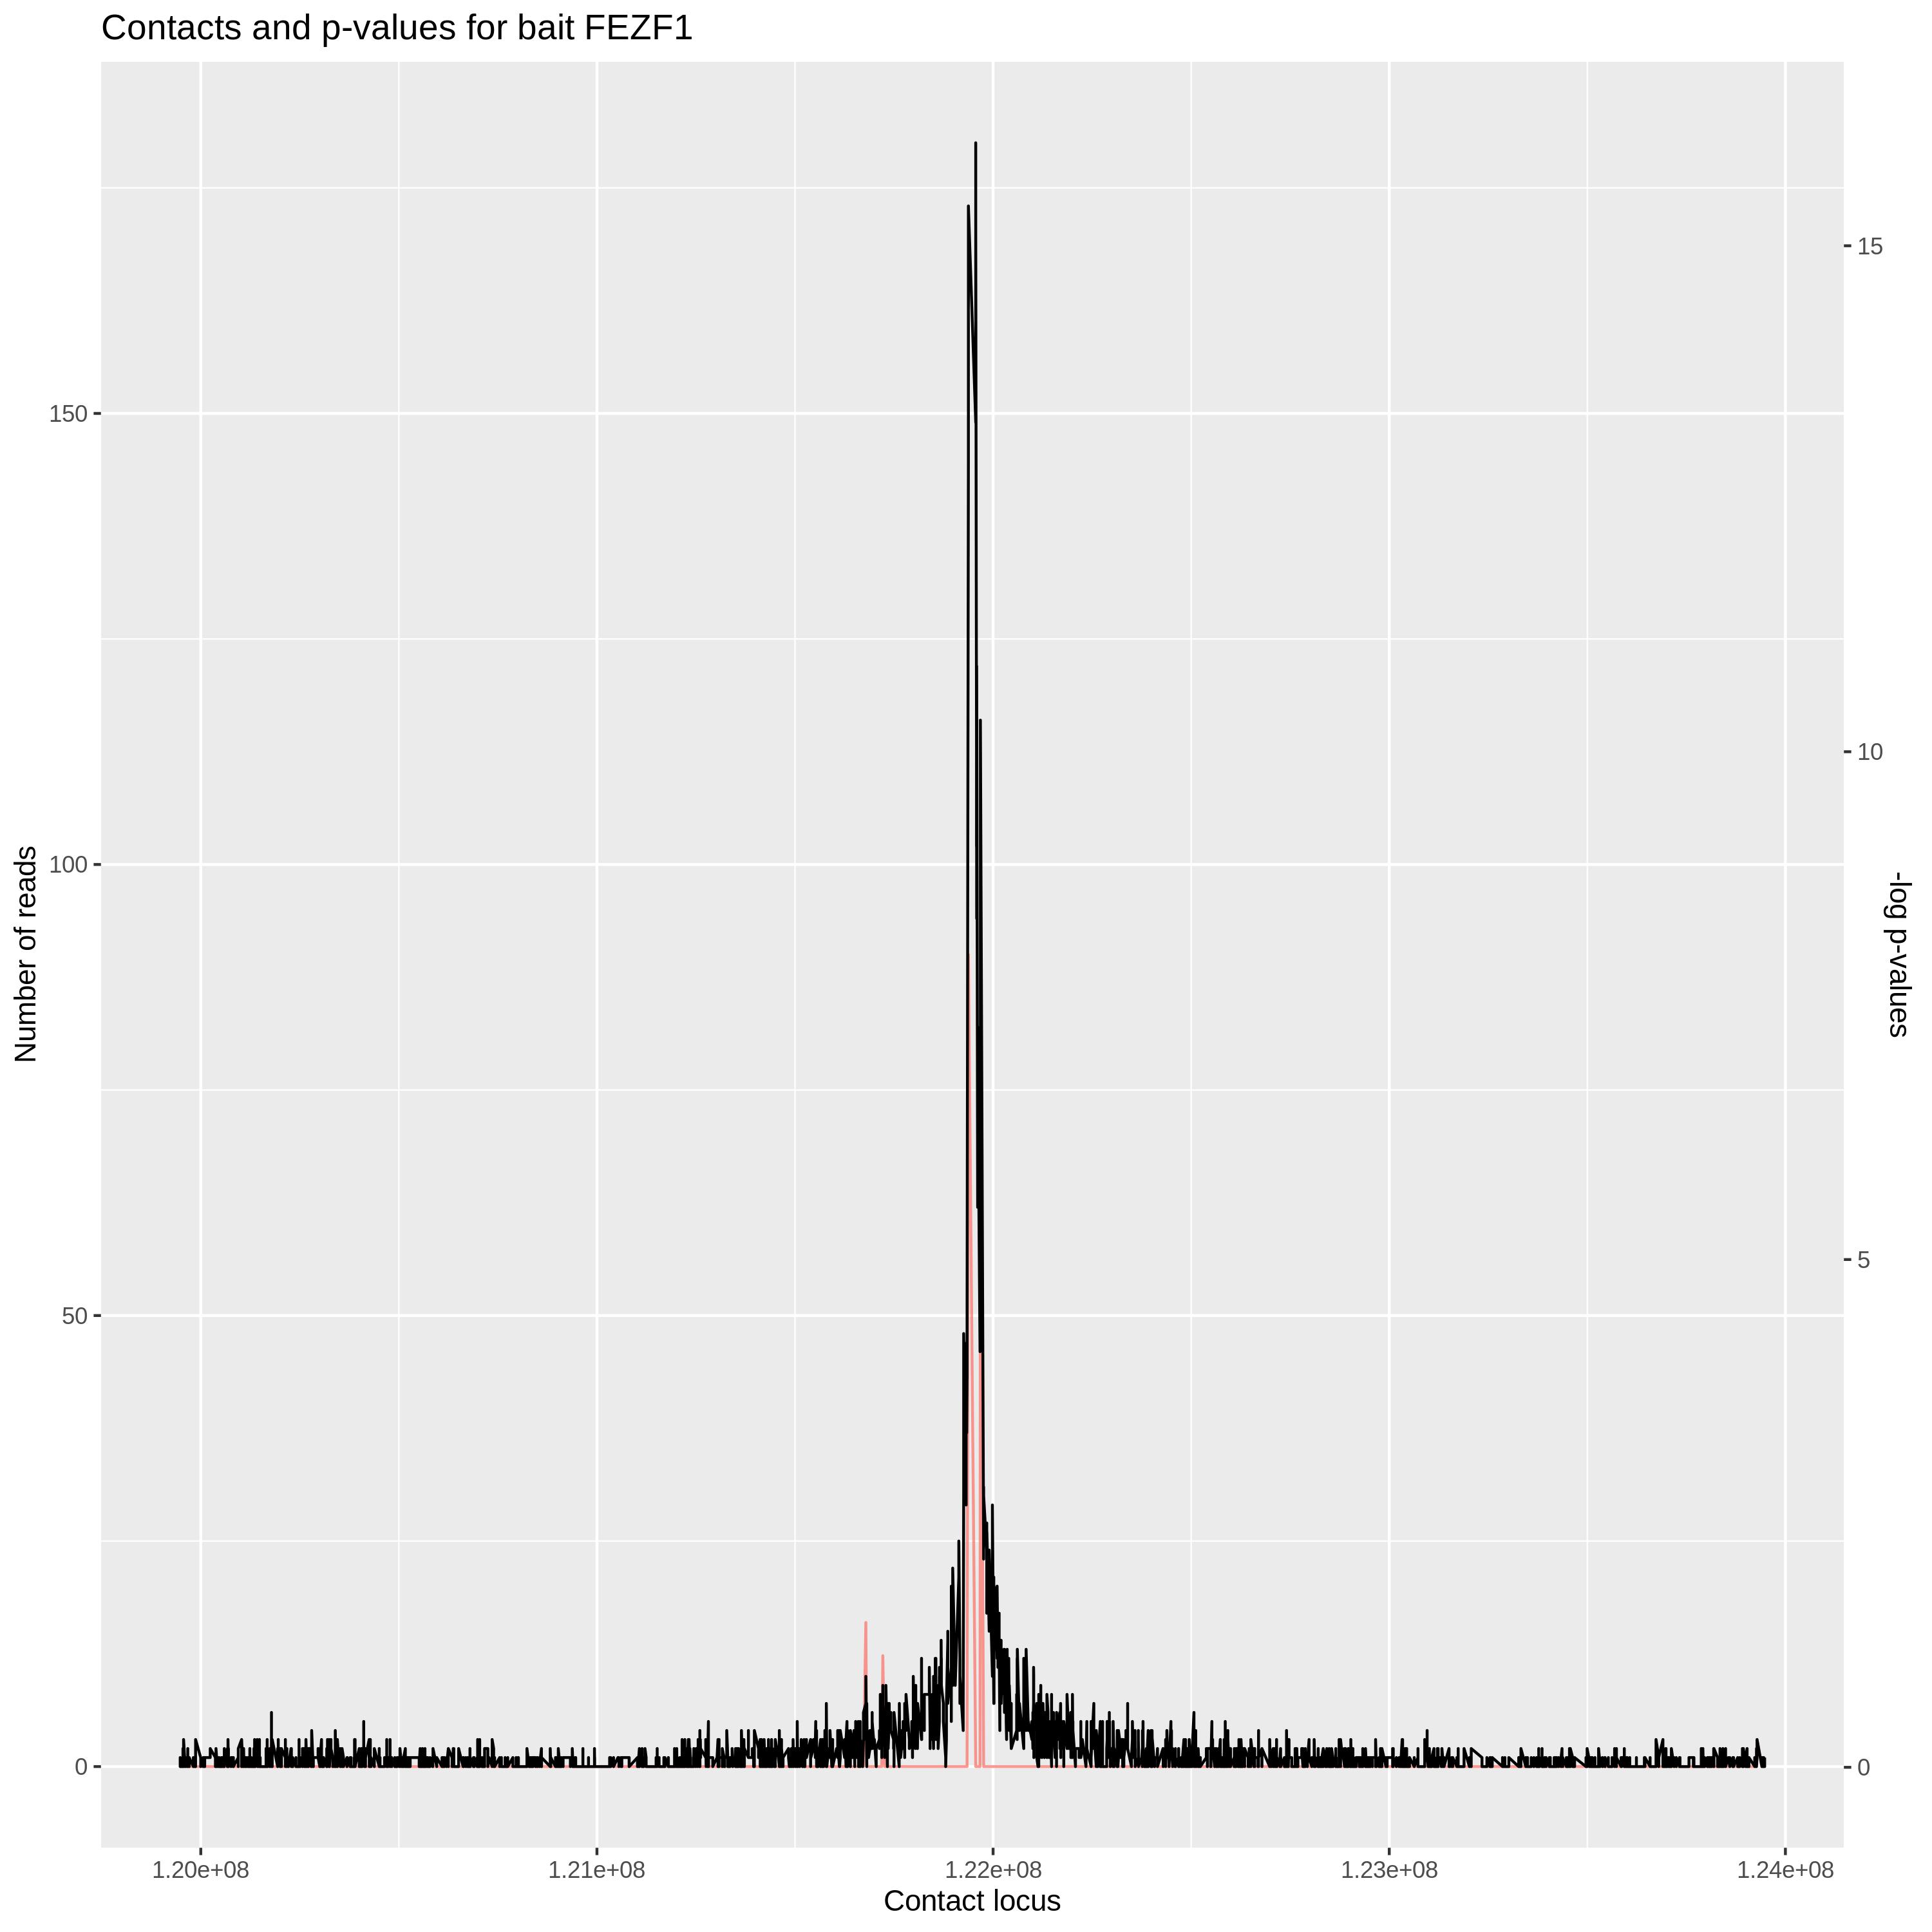 Contacts and p-values for bait FEZF1
Number of reads
150
100
50
0
15
10
5
0
-log p-values
1.20e+08
1.21e+08
1.22e+08
1.23e+08
1.24e+08
Contact locus